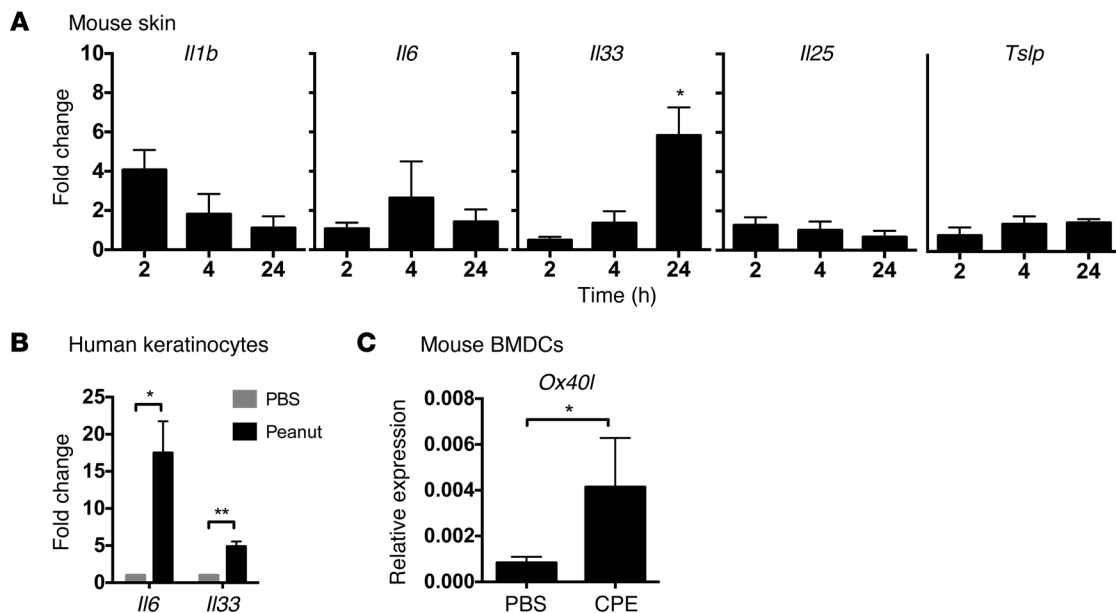 A Mouse skin
Il1b Il6 Il33 Il25 Tslp
Fold change
10
8
6
4
2
0
*
2 4 24 2 4 24 2 4 24 2 4 24 2 4 24
Time (h)
B Human keratinocytes
Fold change
25
20
15
10
5
0
* **
PBS
Peanut
Il6 Il33
C Mouse BMDCs
Ox40l
Relative expression
0.008
0.006
0.004
0.002
0.000
*
PBS CPE